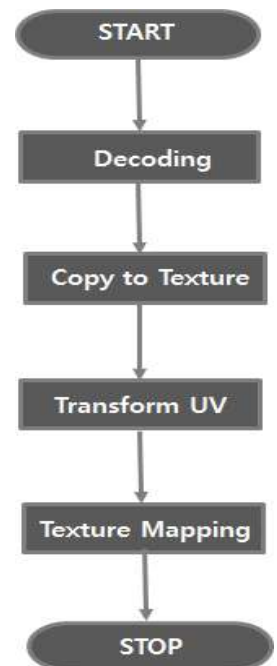 START
Decoding
Copy to Texture
Transform UV
Texture Mapping
STOP